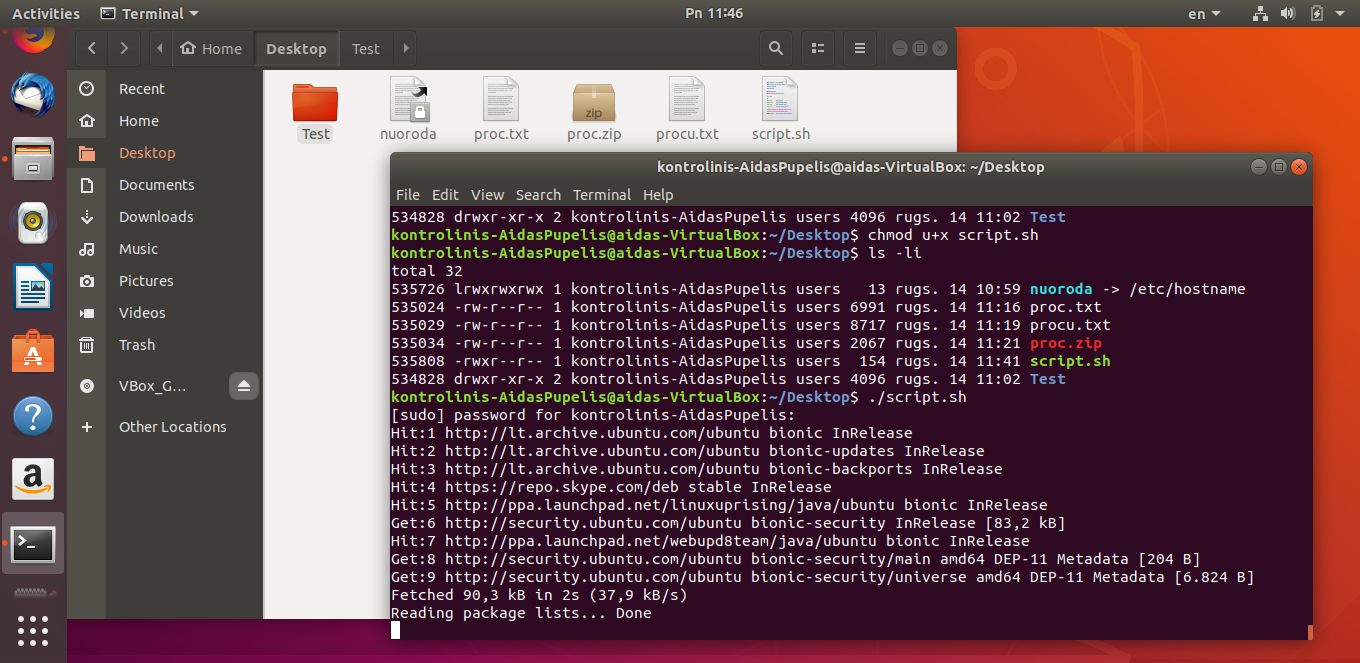 Activities
Terminal
Pn 11:46
en
Home
Desktop
Test
Recent
Home
Desktop
Documents
Downloads
Music
Pictures
Videos
Trash
VBox_G...
Other Locations
Test
nuoroda
proc.txt
zip
proc.zip
procu.txt
script.sh
kontrolinis-AidasPupelis@aidas-VirtualBox: ~/Desktop
File Edit View Search Terminal Help
534828 drwxr-xr-x 2 kontrolinis-AidasPupelis users 4096 rugs. 14 11:02 Test
kontrolinis-AidasPupelis@aidas-VirtualBox:~/Desktop$ chmod u+x script.sh
kontrolinis-AidasPupelis@aidas-VirtualBox:~/Desktop$ ls -li
total 32
535726 lrwxrwxrwx 1 kontrolinis-AidasPupelis users   13 rugs. 14 10:59 nuoroda -> /etc/hostname
535024 -rw-r--r-- 1 kontrolinis-AidasPupelis users 6991 rugs. 14 11:16 proc.txt
535029 -rw-r--r-- 1 kontrolinis-AidasPupelis users 8717 rugs. 14 11:19 procu.txt
535034 -rw-r--r-- 1 kontrolinis-AidasPupelis users 2067 rugs. 14 11:21 proc.zip
535808 -rwxr--r-- 1 kontrolinis-AidasPupelis users  154 rugs. 14 11:41 script.sh
534828 drwxr-xr-x 2 kontrolinis-AidasPupelis users 4096 rugs. 14 11:02 Test
kontrolinis-AidasPupelis@aidas-VirtualBox:~/Desktop$ ./script.sh
[sudo] password for kontrolinis-AidasPupelis:
Hit:1 http://lt.archive.ubuntu.com/ubuntu bionic InRelease
Hit:2 http://lt.archive.ubuntu.com/ubuntu bionic-updates InRelease
Hit:3 http://lt.archive.ubuntu.com/ubuntu bionic-backports InRelease
Hit:4 https://repo.skype.com/deb stable InRelease
Hit:5 http://ppa.launchpad.net/linuxuprising/java/ubuntu bionic InRelease
Get:6 http://security.ubuntu.com/ubuntu bionic-security InRelease [83,2 kB]
Hit:7 http://ppa.launchpad.net/webupd8team/java/ubuntu bionic InRelease
Get:8 http://security.ubuntu.com/ubuntu bionic-security/main amd64 DEP-11 Metadata [204 B]
Get:9 http://security.ubuntu.com/ubuntu bionic-security/universe amd64 DEP-11 Metadata [6.824 B]
Fetched 90,3 kB in 2s (37,9 kB/s)
Reading package lists... Done